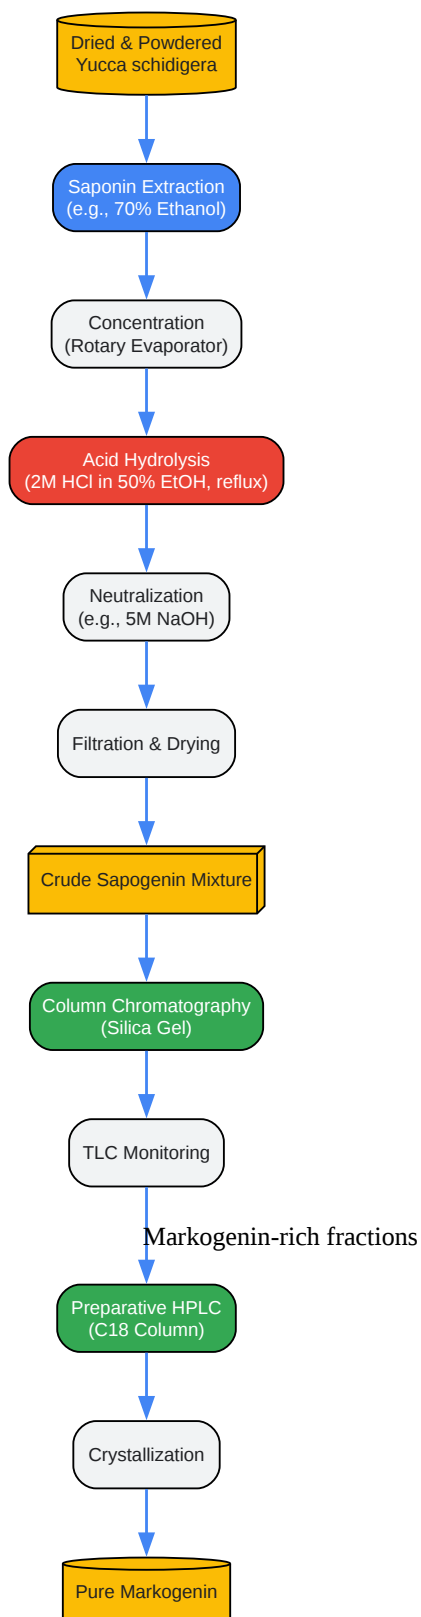 Dried & Powdered
Yucca schidigera
Saponin Extraction
(e.g., 70% Ethanol)
Concentration
(Rotary Evaporator)
Acid Hydrolysis
(2M HCl in 50% EtOH, reflux)
Neutralization
(e.g., 5M NaOH)
Filtration & Drying
Crude Sapogenin Mixture
Column Chromatography
(Silica Gel)
TLC Monitoring
Markogenin-rich fractions
Preparative HPLC
(C18 Column)
Crystallization
Pure Markogenin